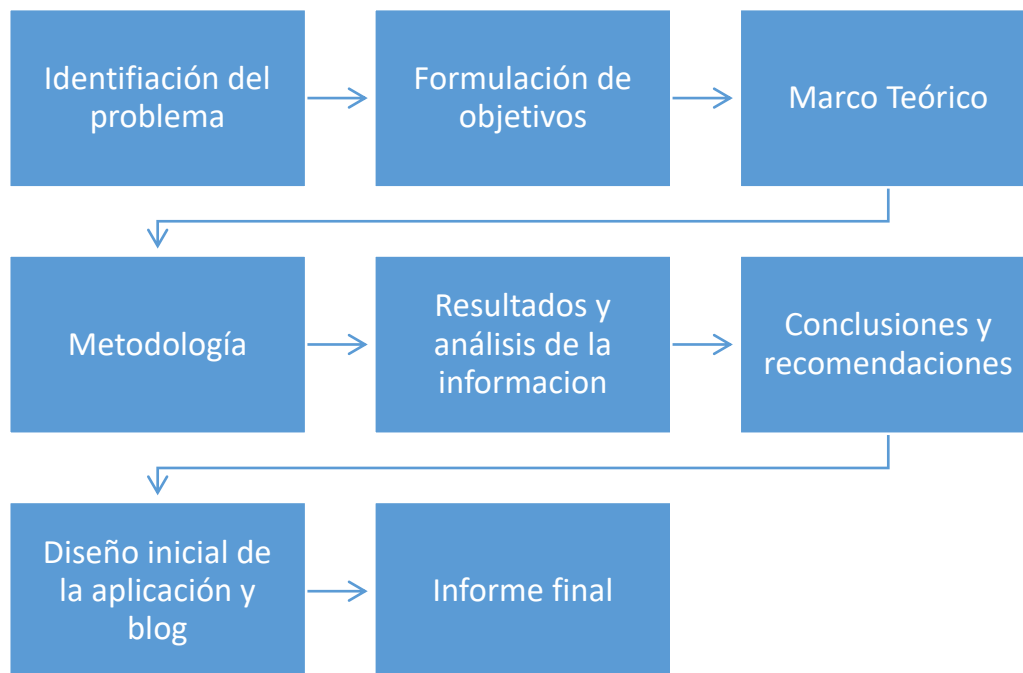 Identifiación del
problema
Formulación de
objetivos
Marco Teórico
Metodología
Resultados y
análisis de la
informacion
Conclusiones y
recomendaciones
Diseño inicial de
la aplicación y
blog
Informe final